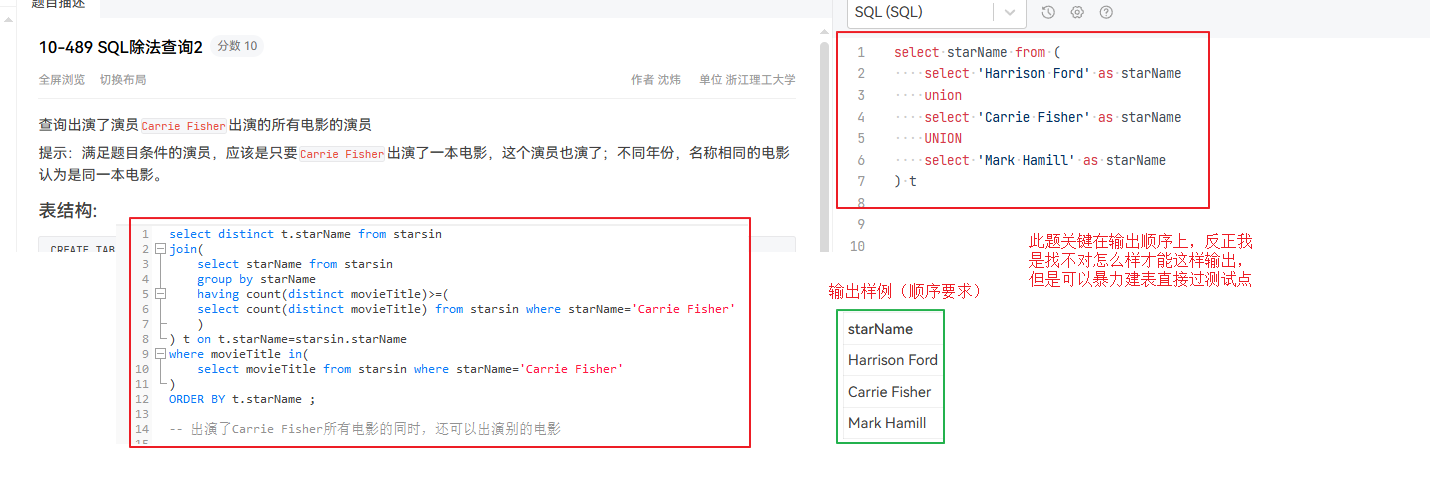 题目描述
10-489 SQL除法查询2 分数 10
全屏浏览 切换布局 作者 沈炜 单位 浙江理工大学
查询出演了演员Carrie Fisher出演的所有电影的演员
提示：满足题目条件的演员，应该是只要Carrie Fisher出演了一本电影，这个演员也演了；不同年份，名称相同的电影
认为是同一本电影。
表结构:
CREATE TAB
1 select distinct t.starName from starsin
2 join(
3 select starName from starsin
4 group by starName
5 having count(distinct movieTitle)>=(
6 select count(distinct movieTitle) from starsin where starName='Carrie Fisher'
7 )
8 ) t on t.starName=starsin.starName
9 where movieTitle in(
10 select movieTitle from starsin where starName='Carrie Fisher'
11 )
12 ORDER BY t.starName ;
13
14 -- 出演了Carrie Fisher所有电影的同时，还可以出演别的电影
15
SQL (SQL)
1 select starName from (
2 select 'Harrison Ford' as starName
3 union
4 select 'Carrie Fisher' as starName
5 UNION
6 select 'Mark Hamill' as starName
7 ) t
8
9
10
此题关键在输出顺序上，反正我
是找不对怎么样才能这样输出，
但是可以暴力建表直接过测试点
输出样例（顺序要求）
starName
Harrison Ford
Carrie Fisher
Mark Hamill